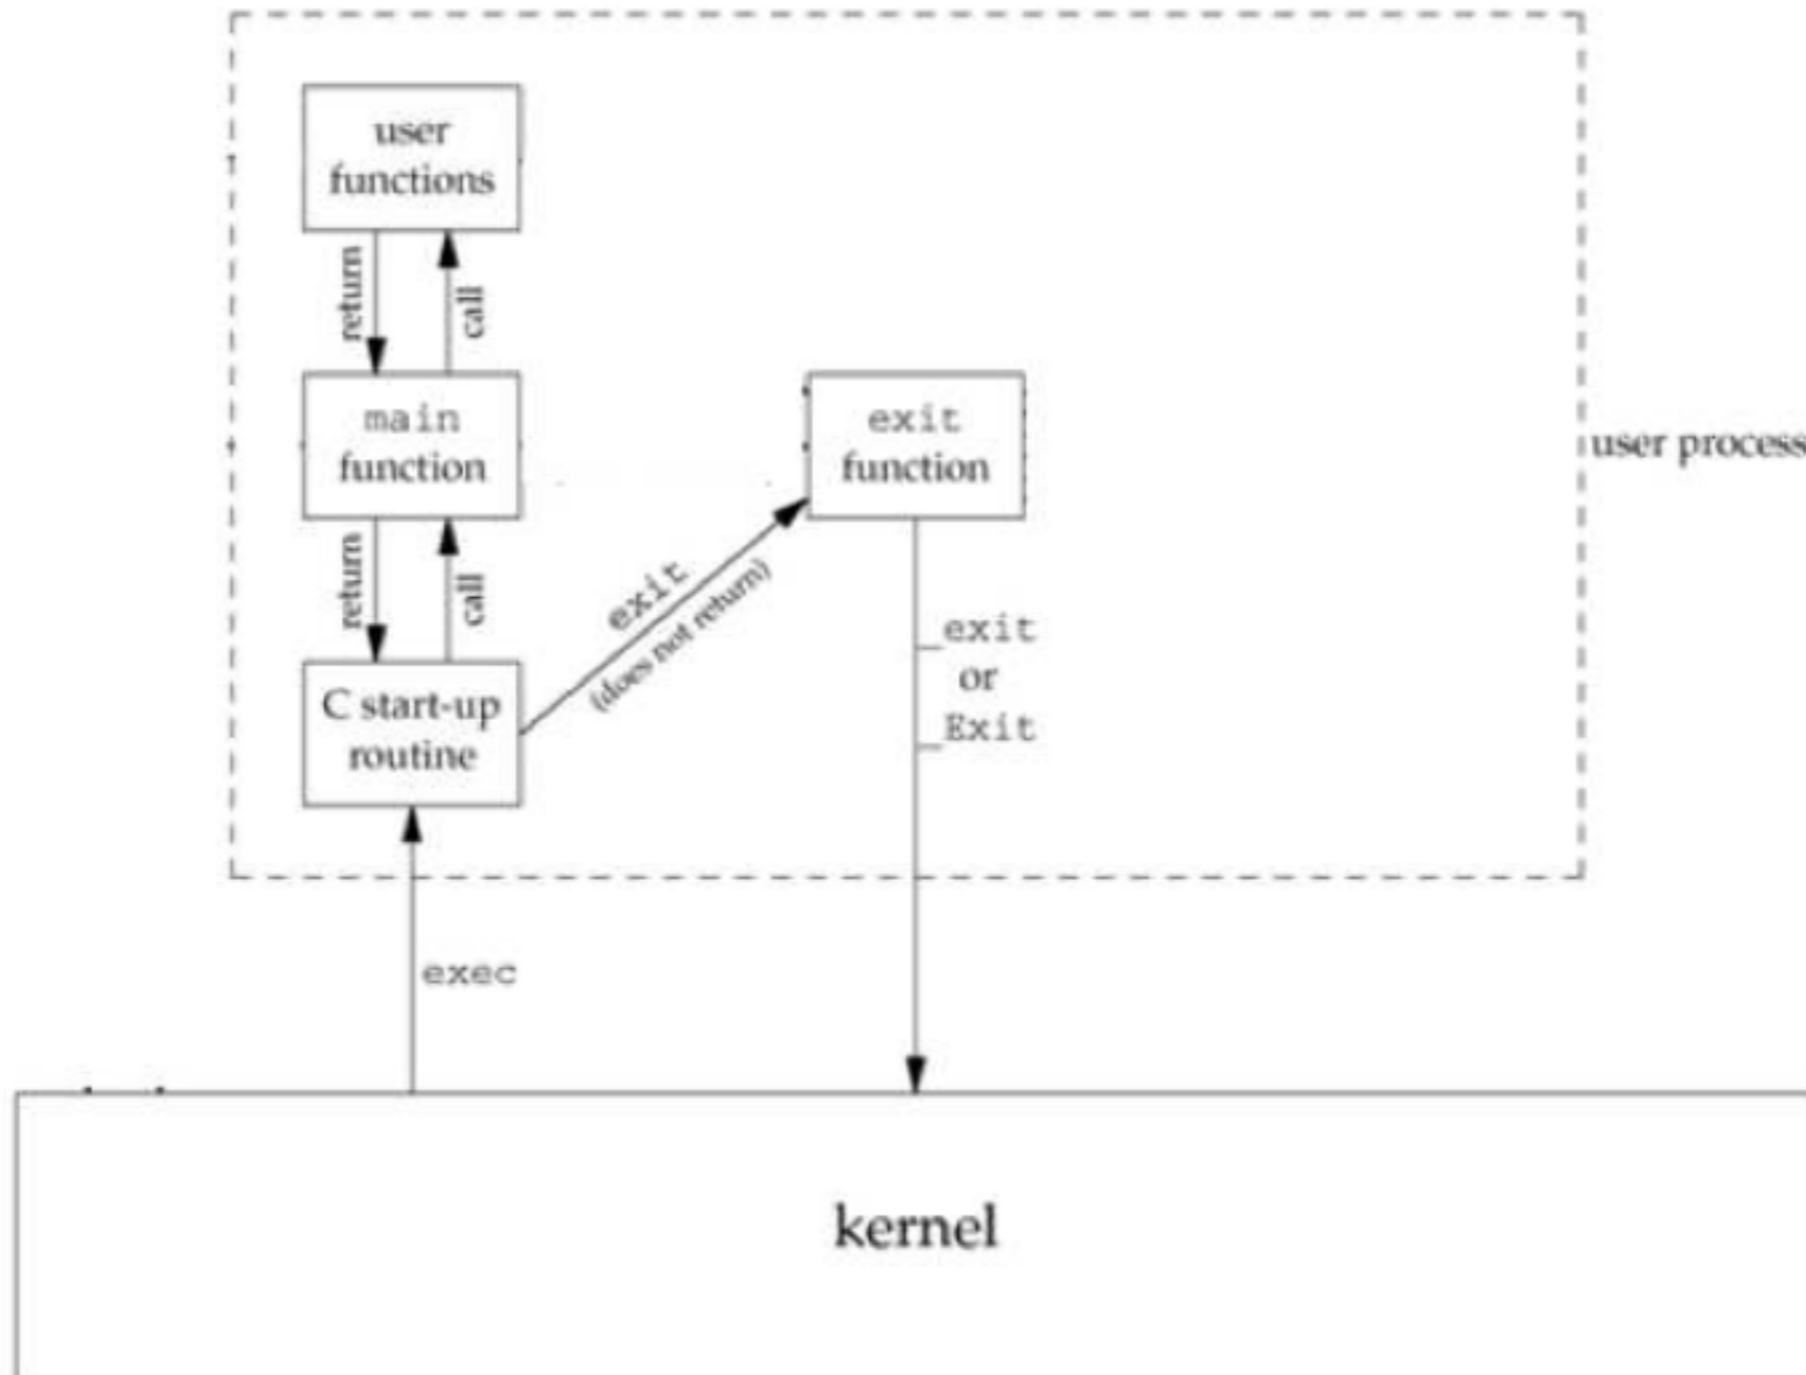 user
functions
return
call
main
function
exit
function
user process
return
call
exit
(does not return)
_exit
or
_Exit
C start-up
routine
exec
kernel